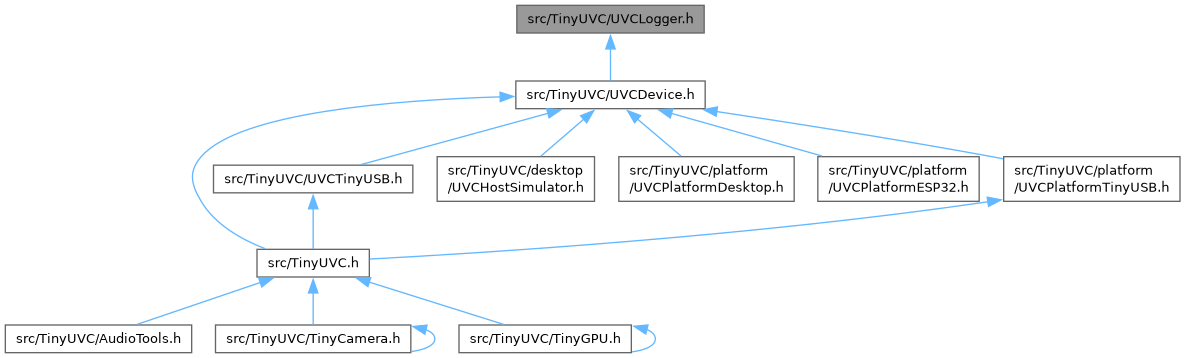 src/TinyUVC/UVCLogger.h
src/TinyUVC/UVCDevice.h
src/TinyUVC/UVCTinyUSB.h
src/TinyUVC/desktop
/UVCHostSimulator.h
src/TinyUVC/platform
/UVCPlatformDesktop.h
src/TinyUVC/platform
/UVCPlatformESP32.h
src/TinyUVC/platform
/UVCPlatformTinyUSB.h
src/TinyUVC.h
src/TinyUVC/AudioTools.h
src/TinyUVC/TinyCamera.h
src/TinyUVC/TinyGPU.h